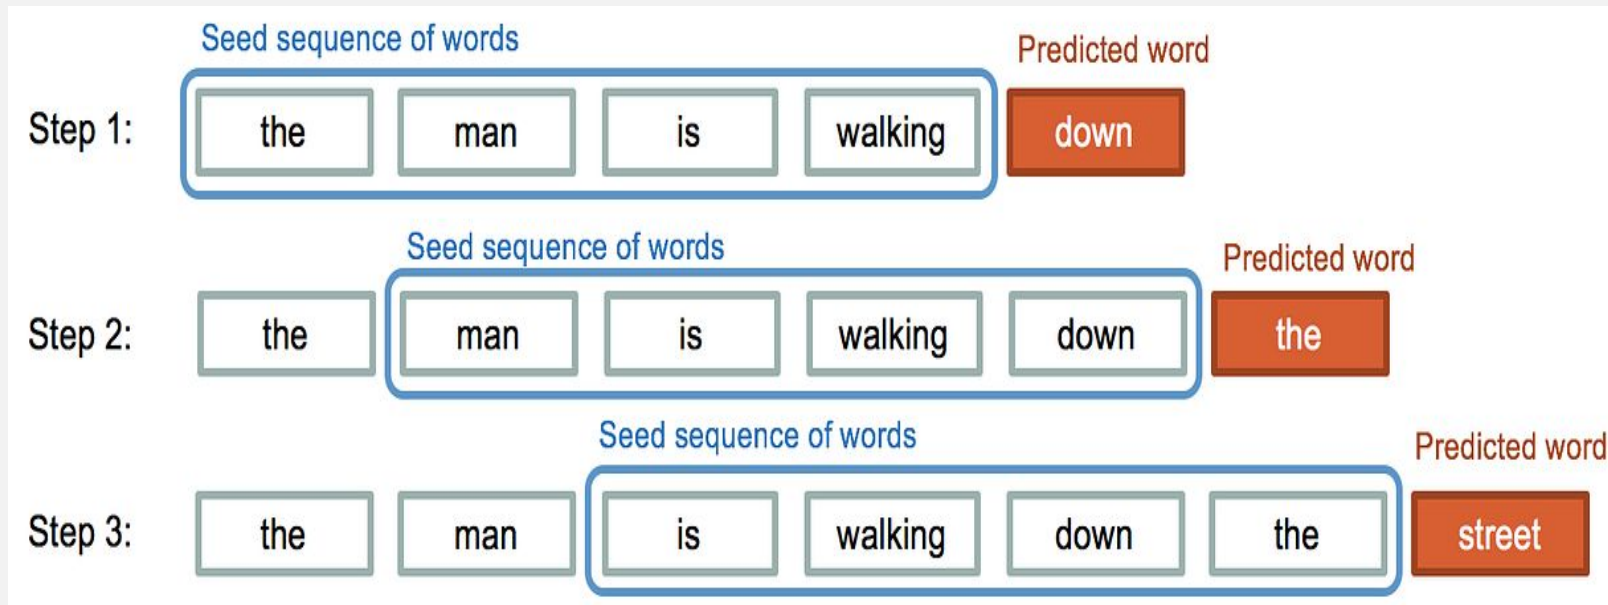 Seed sequence of words
Predicted word
Step 1: the man is walking down
Seed sequence of words
Predicted word
Step 2: the man is walking down the
Seed sequence of words
Predicted word
Step 3: the man is walking down the street